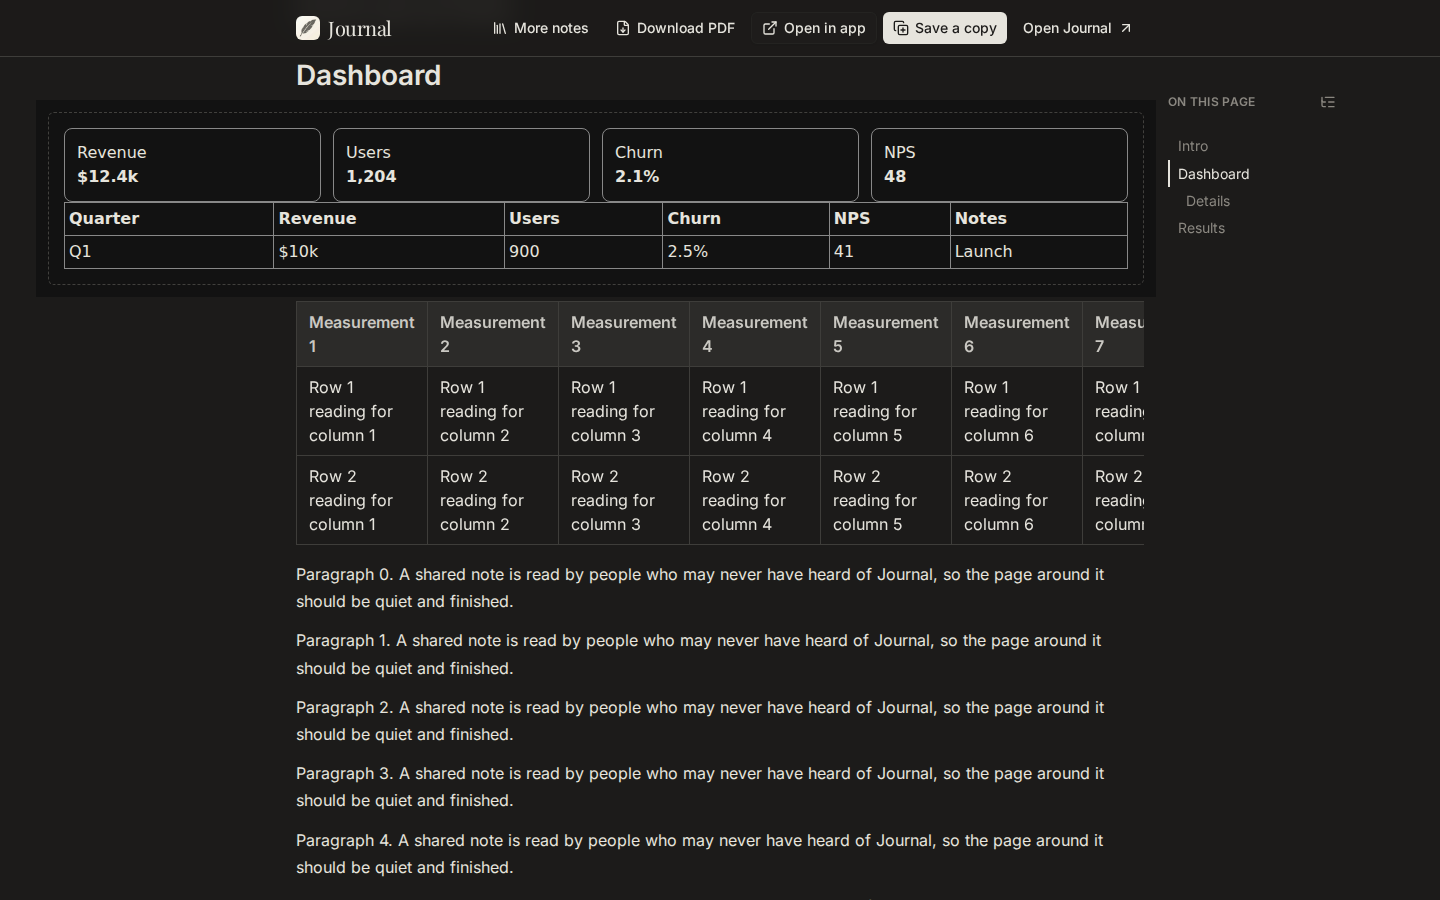 Journal
More notes
Download PDF
Open in app
Save a copy
Open Journal
Dashboard
ON THIS PAGE
Intro
Dashboard
Details
Results
Revenue
$12.4k
Users
1,204
Churn
2.1%
NPS
48
Quarter Revenue Users Churn NPS Notes
Q1 $10k 900 2.5% 41 Launch
Measurement 1 Measurement 2 Measurement 3 Measurement 4 Measurement 5 Measurement 6 Measu 7
Row 1 Row 1 Row 1 Row 1 Row 1 Row 1 Row 1
reading for reading for reading for reading for reading for reading for
column 1 column 2 column 3 column 4 column 5 column 6
Row 2 Row 2 Row 2 Row 2 Row 2 Row 2 Row 2
reading for reading for reading for reading for reading for reading for
column 1 column 2 column 3 column 4 column 5 column 6
Paragraph 0. A shared note is read by people who may never have heard of Journal, so the page around it
should be quiet and finished.
Paragraph 1. A shared note is read by people who may never have heard of Journal, so the page around it
should be quiet and finished.
Paragraph 2. A shared note is read by people who may never have heard of Journal, so the page around it
should be quiet and finished.
Paragraph 3. A shared note is read by people who may never have heard of Journal, so the page around it
should be quiet and finished.
Paragraph 4. A shared note is read by people who may never have heard of Journal, so the page around it
should be quiet and finished.